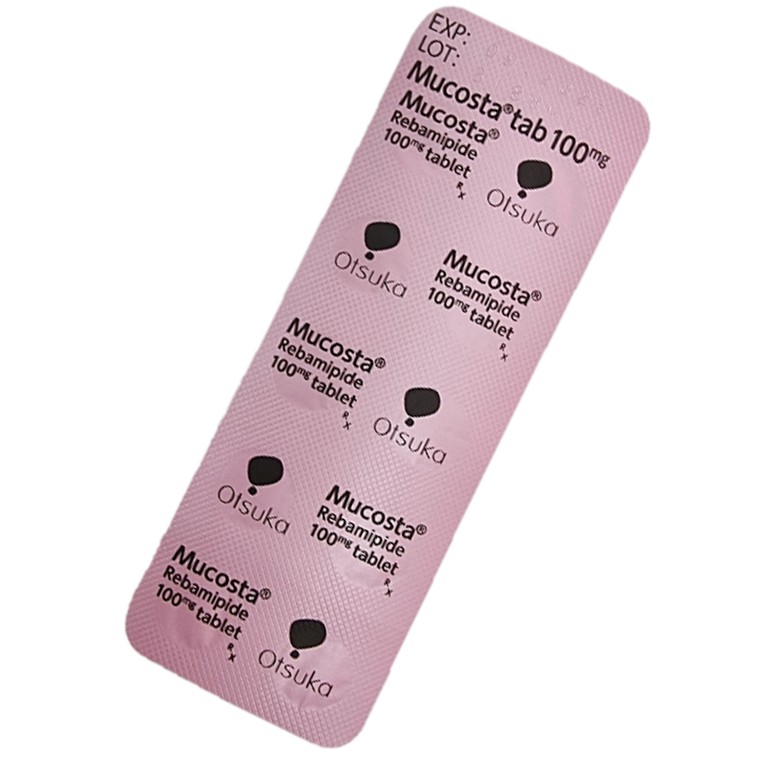 EXP:
LOT:
Mucosta® tab 100mg
Mucosta®
Rebamipide
100mg tablet
Rx
Otsuka
Otsuka
Mucosta®
Rebamipide
100mg tablet
Rx
Mucosta®
Rebamipide
100mg tablet
Rx
Otsuka
Otsuka
Mucosta®
Rebamipide
100mg tablet
Rx
Mucosta®
Rebamipide
100mg tablet
Rx
Otsuka